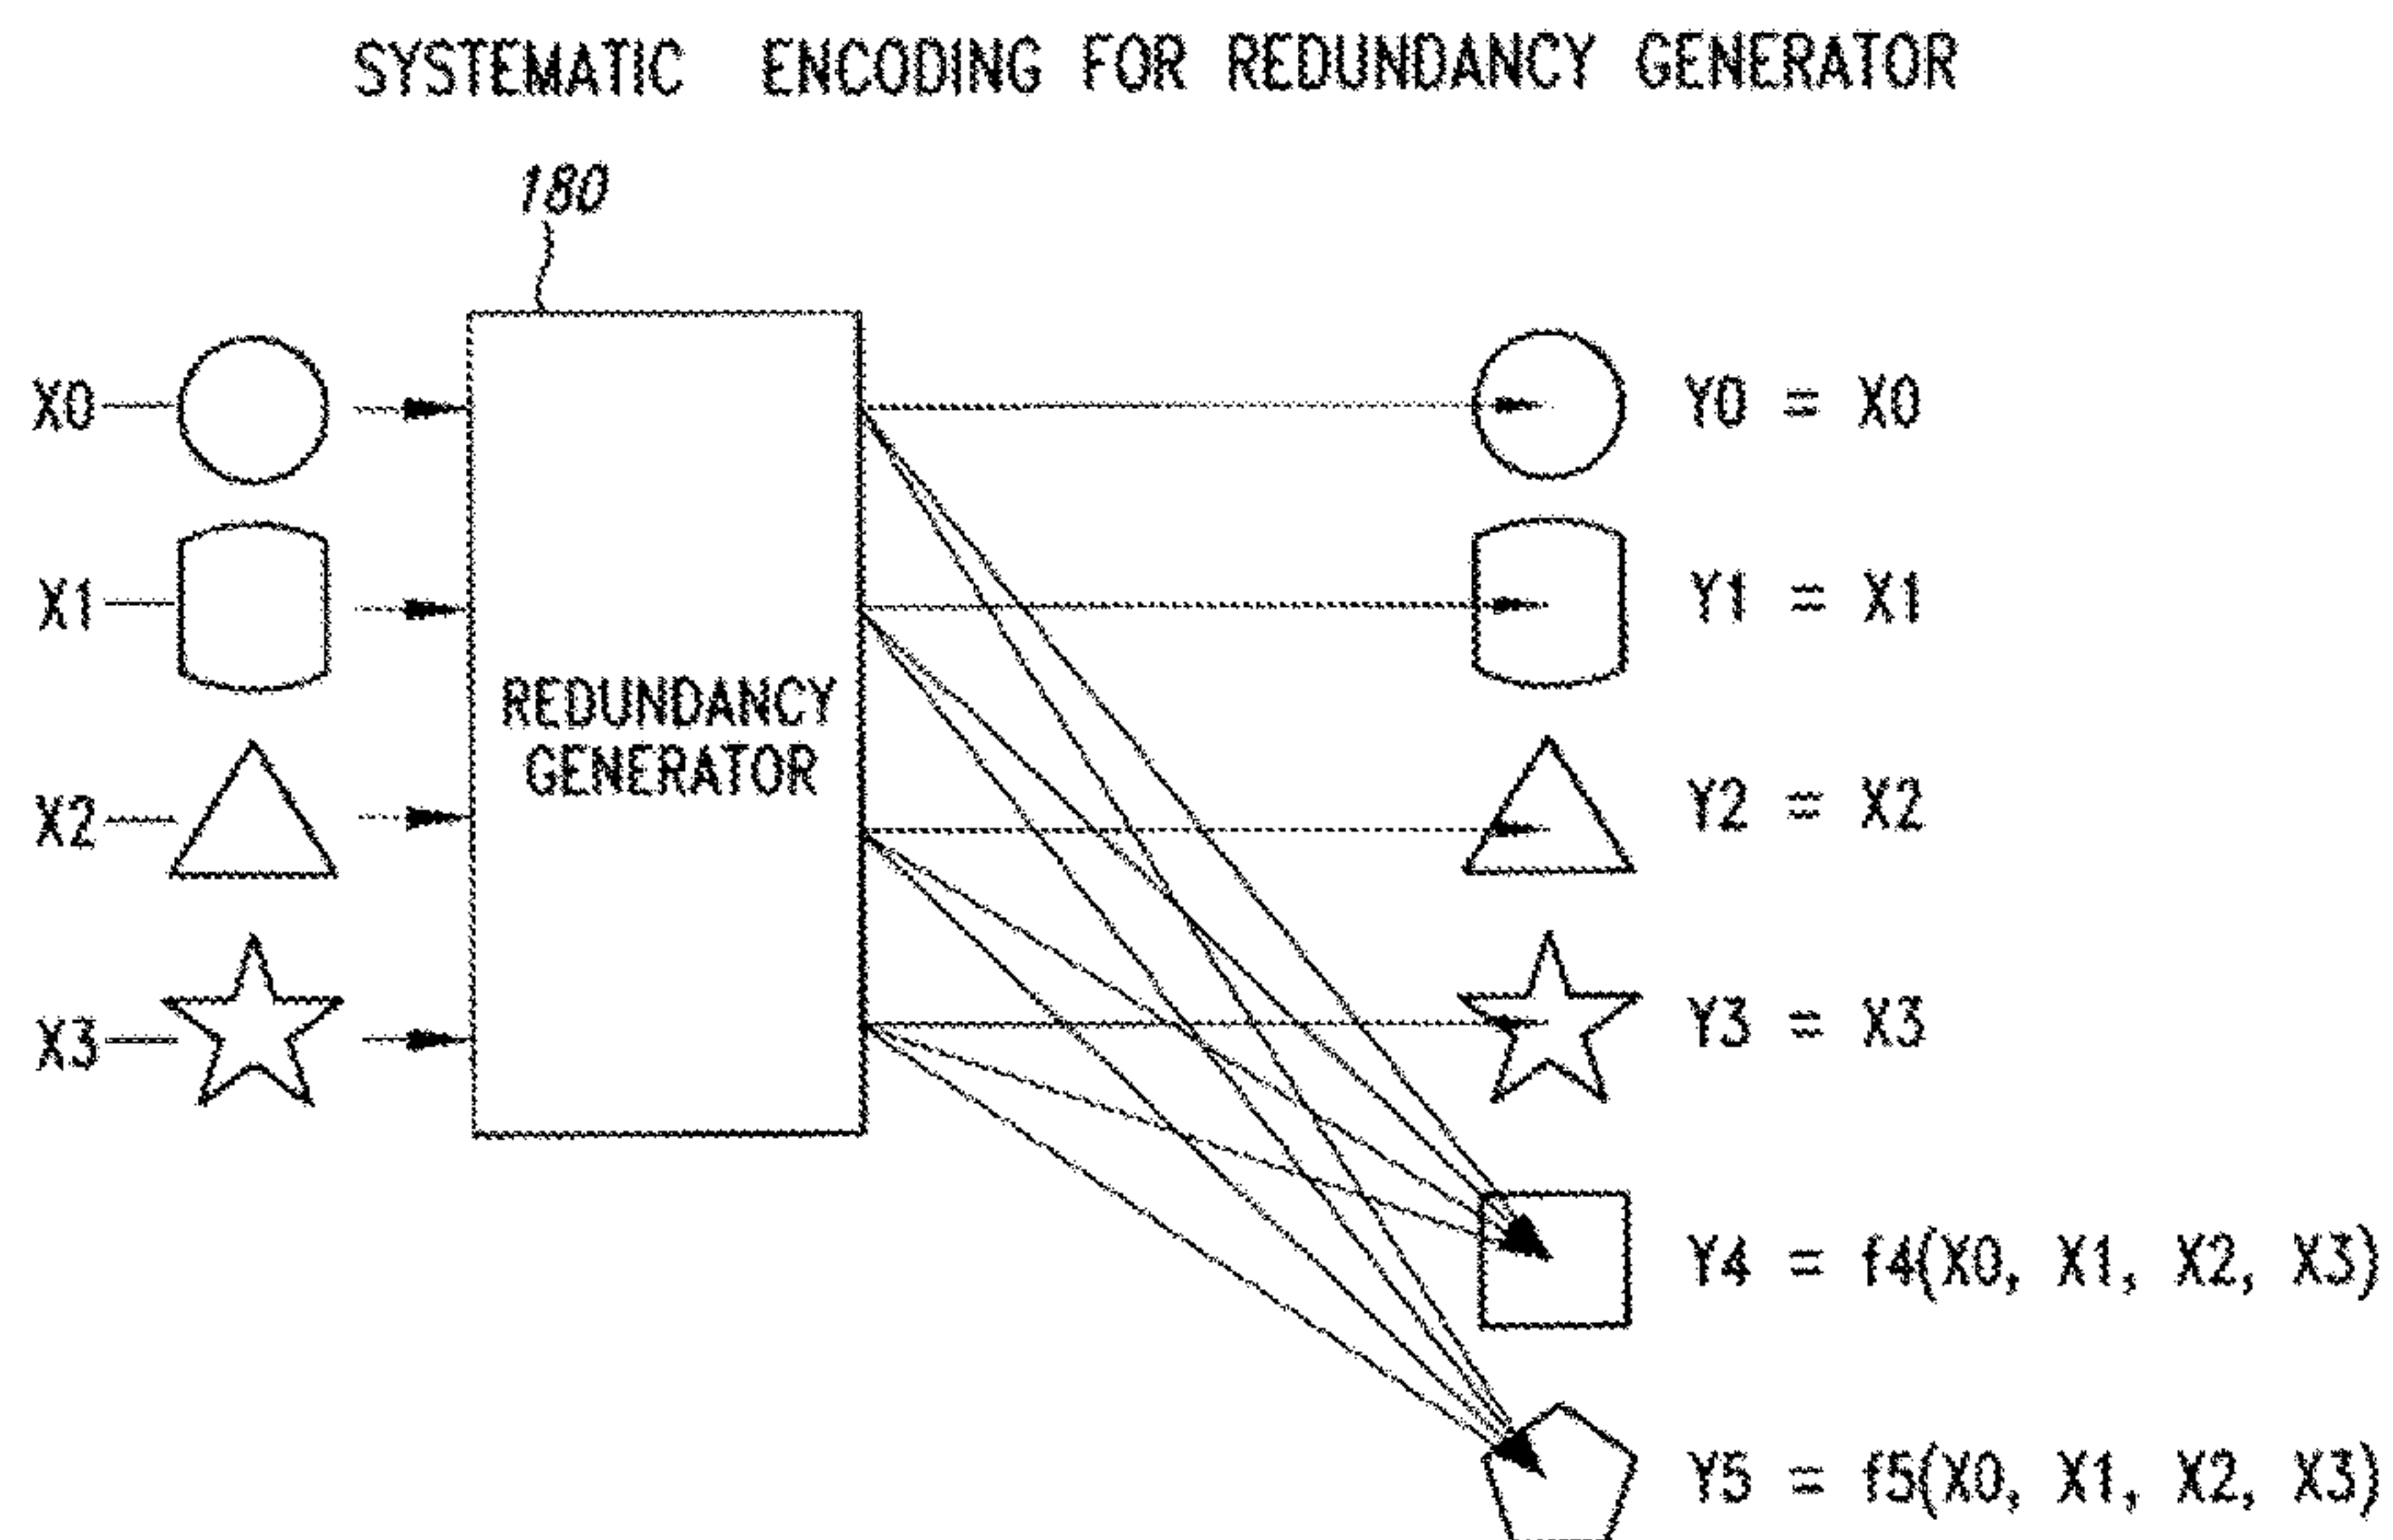 SYSTEMATIC ENCODING FOR REDUNDANCY GENERATOR
180
X0
Y0 = X0
X1
Y1 = X1
REDUNDANCY
GENERATOR
X2
Y2 = X2
X3
Y3 = X3
Y4 = f4(X0, X1, X2, X3)
Y5 = f5(X0, X1, X2, X3)